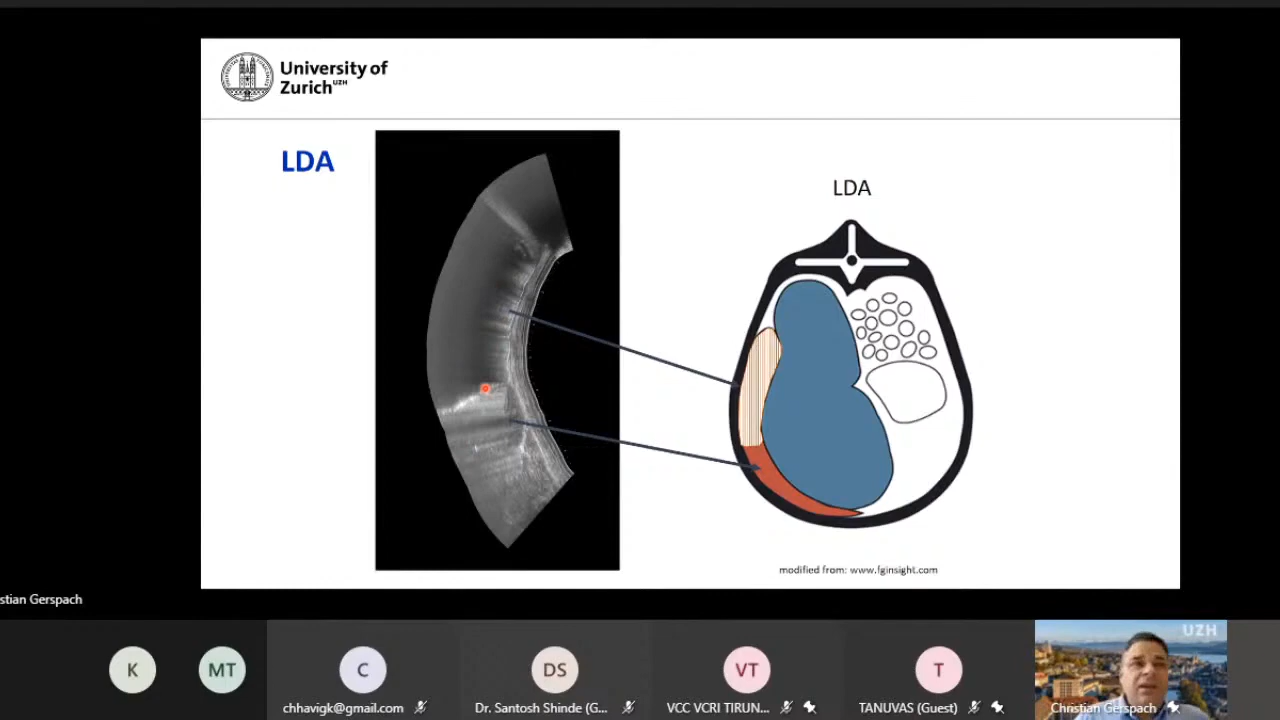 University of
Zurich UZH
LDA
LDA
modified from: www.fginsight.com
stian Gerspach
K
MT
C
DS
VT
T
chhavigk@gmail.com
Dr. Santosh Shinde (G...
VCC VCRI TIRUN...
TANUVAS (Guest)
UZH
Christian Gerspach